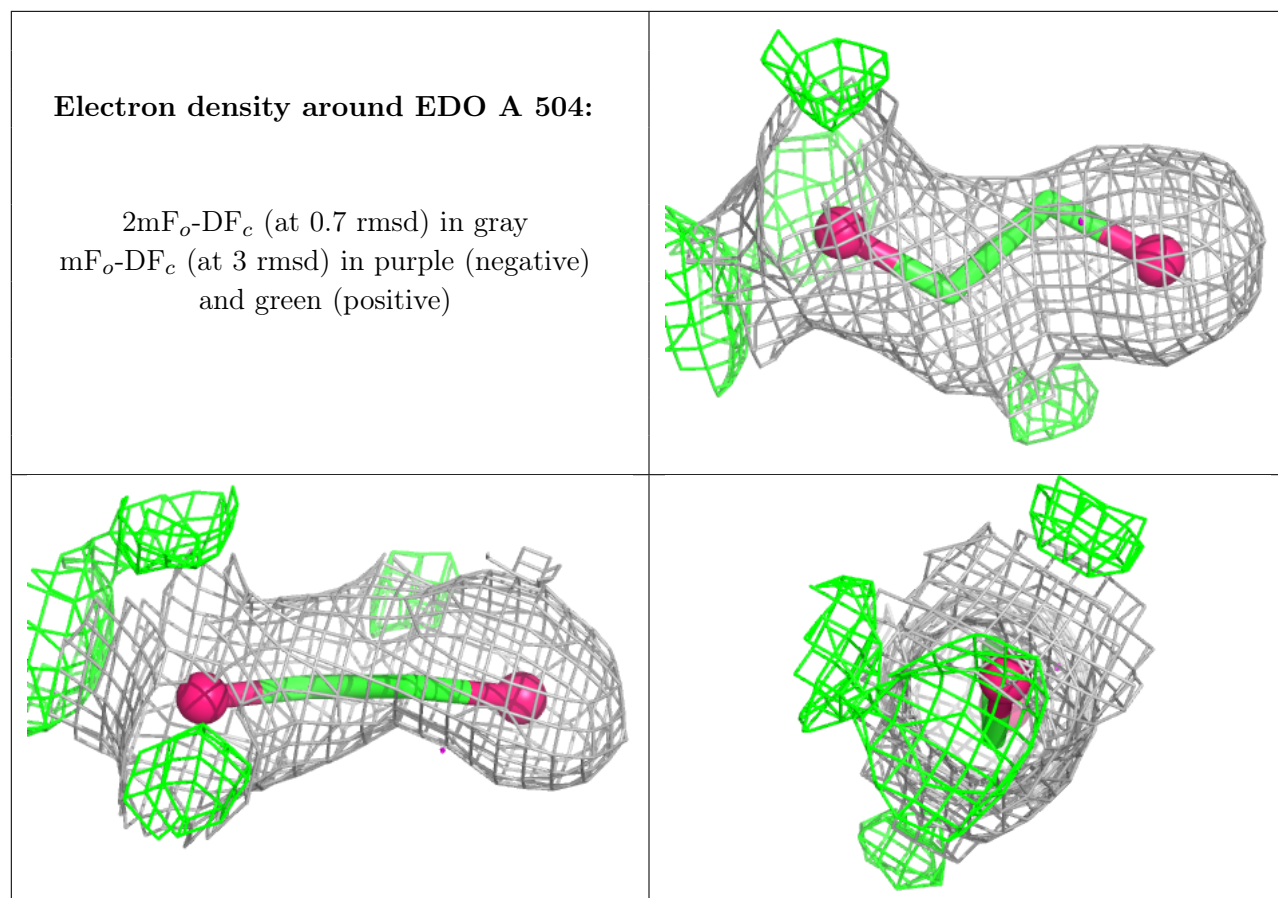 Electron density around EDO A 504:
2mFo-DFc (at 0.7 rmsd) in gray
mFo-DFc (at 3 rmsd) in purple (negative)
and green (positive)